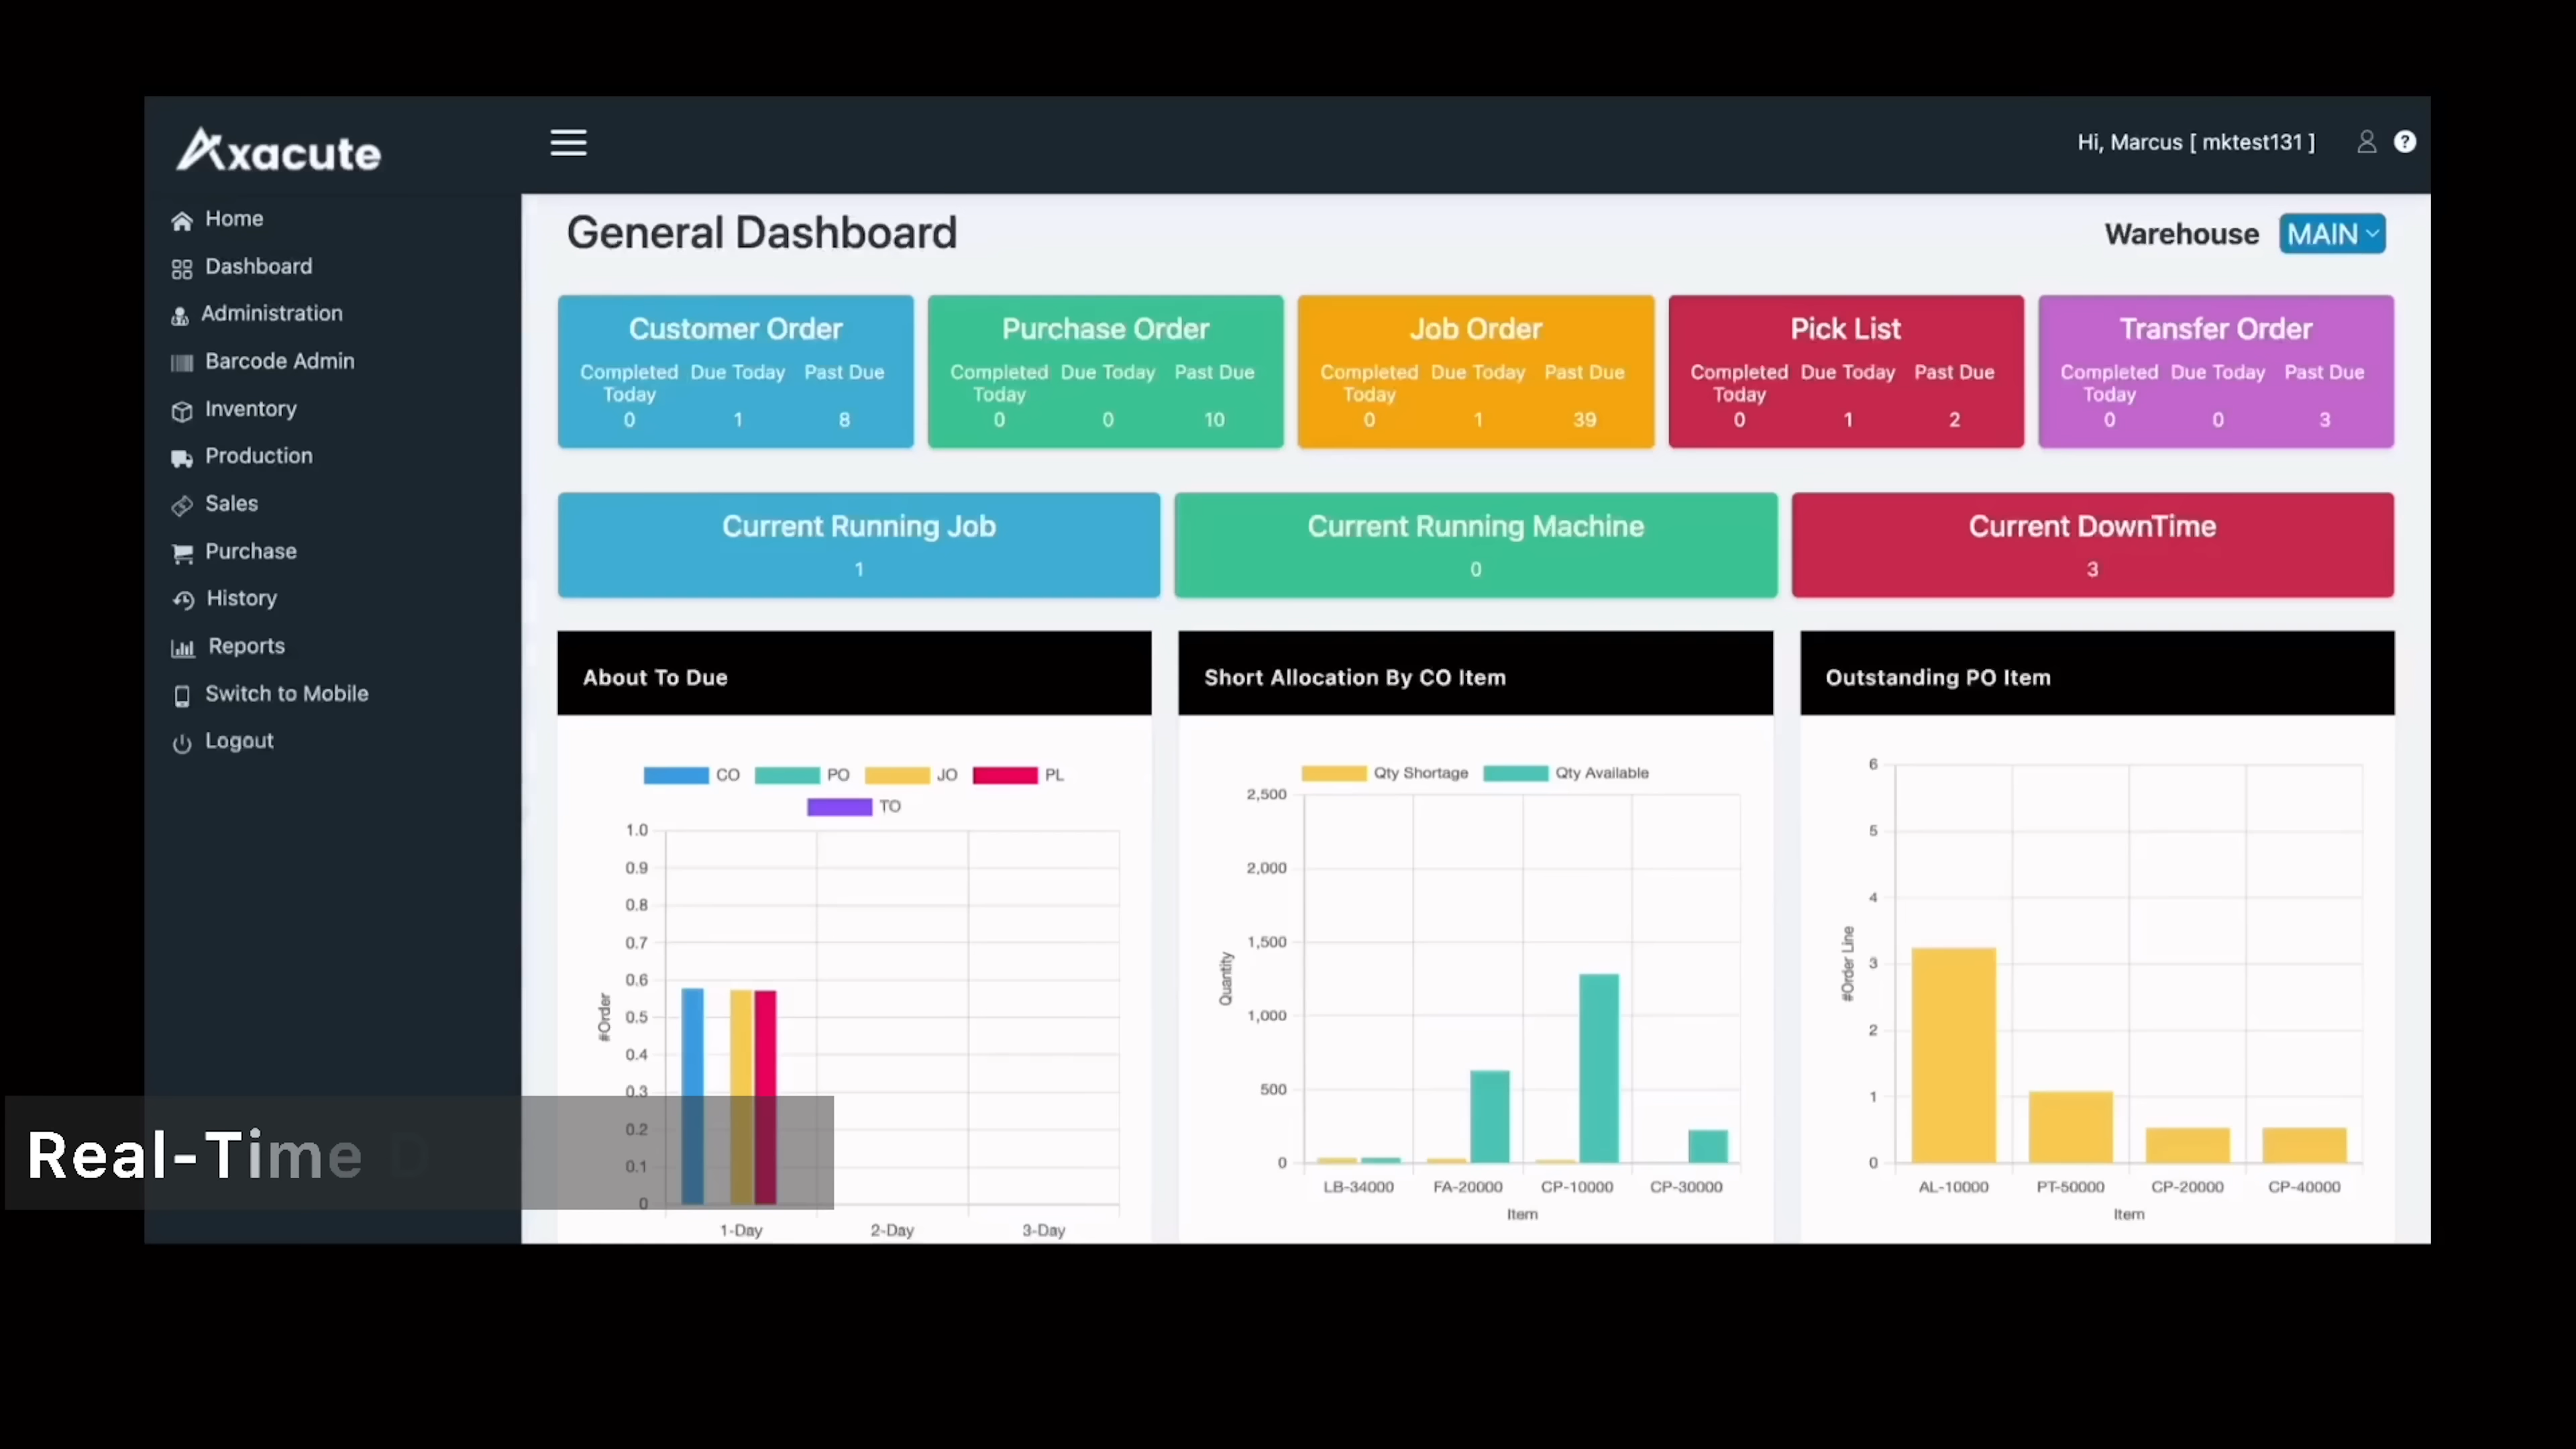 Axacute
Hi, Marcus [ mktest131 ]
Home
Dashboard
Administration
Barcode Admin
Inventory
Production
Sales
Purchase
History
Reports
Switch to Mobile
Logout
General Dashboard
Warehouse MAIN
Customer Order
Completed Today Due Today Past Due
0 1 8
Purchase Order
Completed Today Due Today Past Due
0 0 10
Job Order
Completed Today Due Today Past Due
0 1 39
Pick List
Completed Today Due Today Past Due
0 1 2
Transfer Order
Completed Today Due Today Past Due
0 0 3
Current Running Job
1
Current Running Machine
0
Current DownTime
3
About To Due
CO PO JO PL
TO
1.0
0.9
0.8
0.7
0.6
0.5
0.4
0.3
0.2
0.1
0
#Order
1-Day 2-Day 3-Day
Short Allocation By CO Item
Qty Shortage Qty Available
2,500
2,000
1,500
1,000
500
0
Quantity
LB-34000 FA-20000 CP-10000 CP-30000
Item
Outstanding PO Item
6
5
4
3
2
1
0
#Order Line
AL-10000 PT-50000 CP-20000 CP-40000
Item
Real-Time D